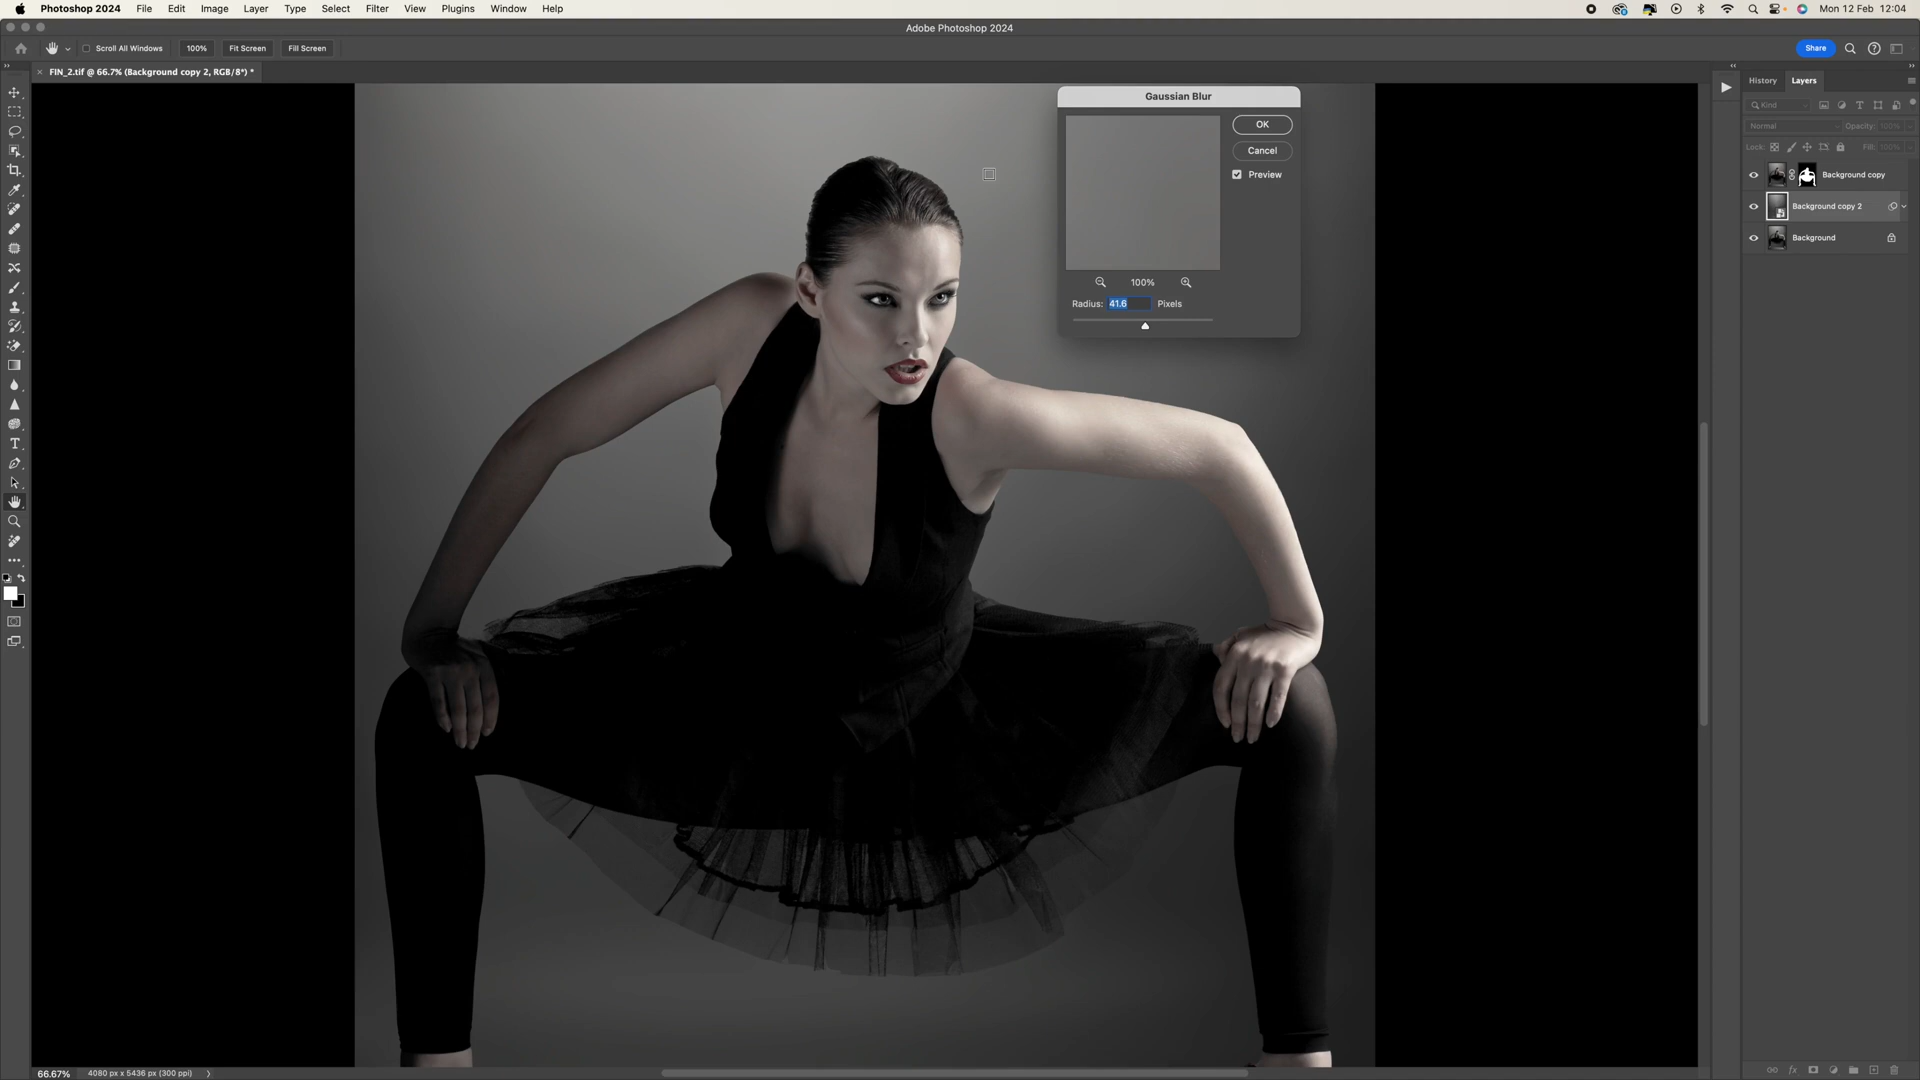 Photoshop 2024 File Edit Image Layer Type Select Filter View Plugins Window Help Mon 12 Feb 12:04
Adobe Photoshop 2024
Scroll All Windows 100% Fit Screen Fill Screen Share
FIN_2.tif @ 66.7% (Background copy 2, RGB/8*) *
History Layers
Kind
Normal Opacity: 100%
Lock: Fill: 100%
Background copy
Background copy 2
Background
Gaussian Blur
OK
Cancel
Preview
100%
Radius: 41.6 Pixels
66.67% 4080 px x 5436 px (300 ppi)